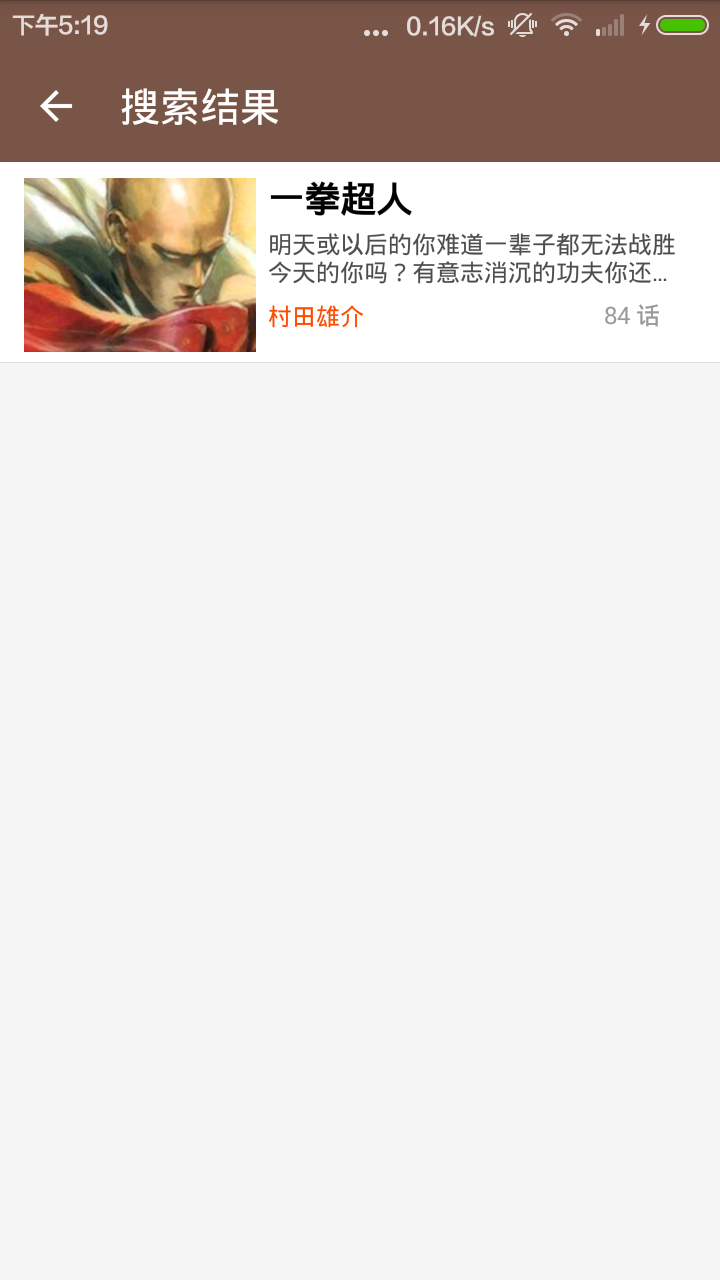 下午5:19 ... 0.16K/s
搜索结果
一拳超人
明天或以后的你难道一辈子都无法战胜
今天的你吗？有意志消沉的功夫你还...
村田雄介 84 话